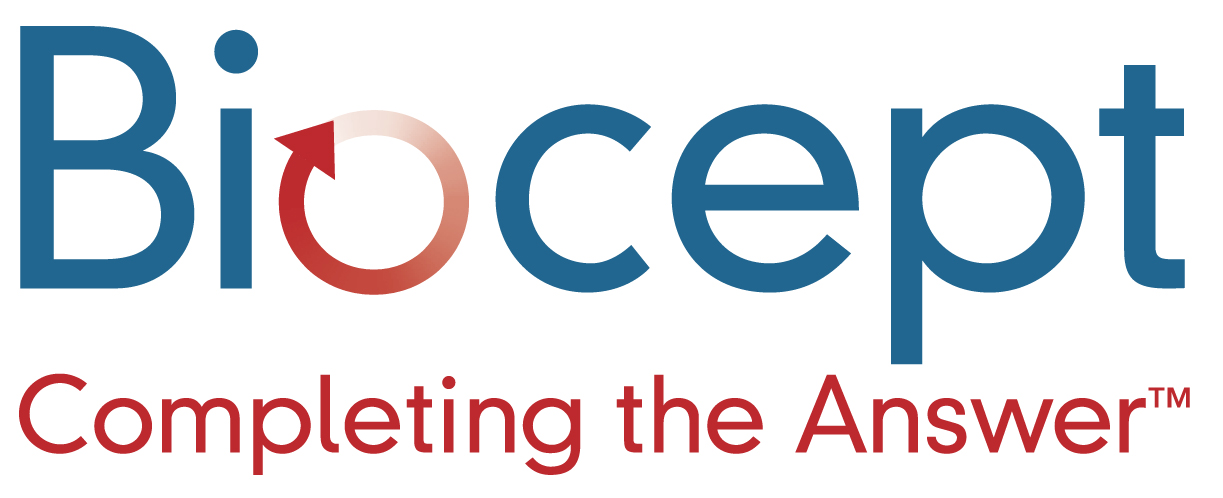 Biocept
Completing the Answer™